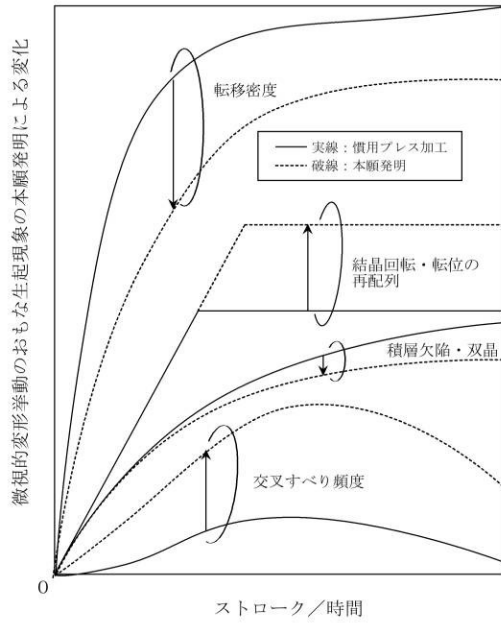 微視的変形挙動のおもな生起現象の本願発明による変化
転移密度
実線：慣用プレス加工
破線：本願発明
結晶回転・転位の
再配列
積層欠陥・双晶
交叉すべり頻度
0
ストローク／時間